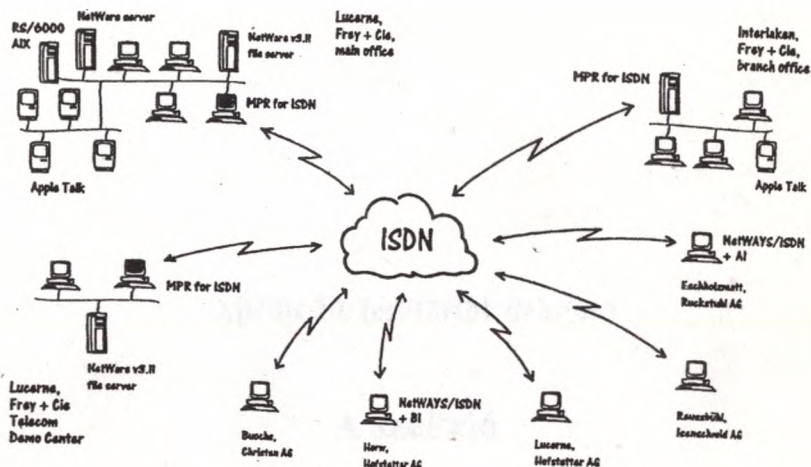 NetWare server
RS/6000
AIX
NetWare v3.11
file server
Lucerne,
Frey + Cie,
main office
MPR for ISDN
Apple Talk
Interlaken,
Frey + Cie,
branch office
MPR for ISDN
Apple Talk
ISDN
MPR for ISDN
NetWare v3.11
file server
Lucerne,
Frey + Cie
Telecom
Demo Center
NetWAYS/ISDN
+ AI
Escholzmatt,
Ruckstuhl AG
Buochs,
Christen AG
NetWAYS/ISDN
+ BI
Horw,
Hofstetter AG
Lucerne,
Hofstetter AG